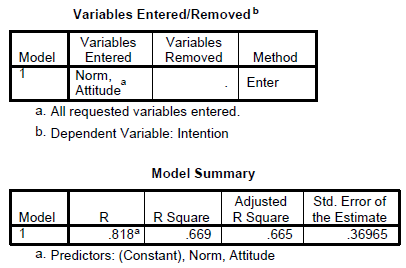 Variables Entered/Removed b
Model Variables Entered Variables Removed Method
1 Norm, Attitude a . Enter
a. All requested variables entered.
b. Dependent Variable: Intention
Model Summary
Model R R Square Adjusted R Square Std. Error of the Estimate
1 .818a .669 .665 .36965
a. Predictors: (Constant), Norm, Attitude